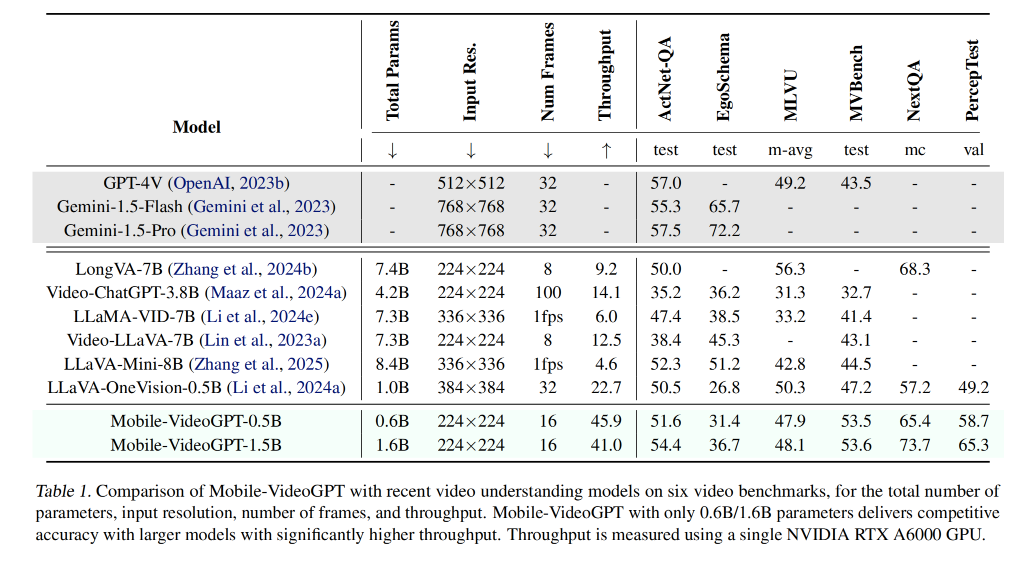 Model Total Params Input Res. Num Frames Throughput ActNet-QA EgoSchema MLVU MVBench NextQA PercepTest
↓ ↓ ↓ ↑ test test m-avg test mc val
GPT-4V (OpenAI, 2023b) - 512×512 32 - 57.0 - 49.2 43.5 - -
Gemini-1.5-Flash (Gemini et al., 2023) - 768×768 32 - 55.3 65.7 - - - -
Gemini-1.5-Pro (Gemini et al., 2023) - 768×768 32 - 57.5 72.2 - - - -
LongVA-7B (Zhang et al., 2024b) 7.4B 224×224 8 9.2 50.0 - 56.3 - 68.3 -
Video-ChatGPT-3.8B (Maaz et al., 2024a) 4.2B 224×224 100 14.1 35.2 36.2 31.3 32.7 - -
LLaMA-VID-7B (Li et al., 2024e) 7.3B 336×336 1fps 6.0 47.4 38.5 33.2 41.4 - -
Video-LLaVA-7B (Lin et al., 2023a) 7.3B 224×224 8 12.5 38.4 45.3 - 43.1 - -
LLaVA-Mini-8B (Zhang et al., 2025) 8.4B 336×336 1fps 4.6 52.3 51.2 42.8 44.5 - -
LLaVA-OneVision-0.5B (Li et al., 2024a) 1.0B 384×384 32 22.7 50.5 26.8 50.3 47.2 57.2 49.2
Mobile-VideoGPT-0.5B 0.6B 224×224 16 45.9 51.6 31.4 47.9 53.5 65.4 58.7
Mobile-VideoGPT-1.5B 1.6B 224×224 16 41.0 54.4 36.7 48.1 53.6 73.7 65.3
Table 1. Comparison of Mobile-VideoGPT with recent video understanding models on six video benchmarks, for the total number of
parameters, input resolution, number of frames, and throughput. Mobile-VideoGPT with only 0.6B/1.6B parameters delivers competitive
accuracy with larger models with significantly higher throughput. Throughput is measured using a single NVIDIA RTX A6000 GPU.